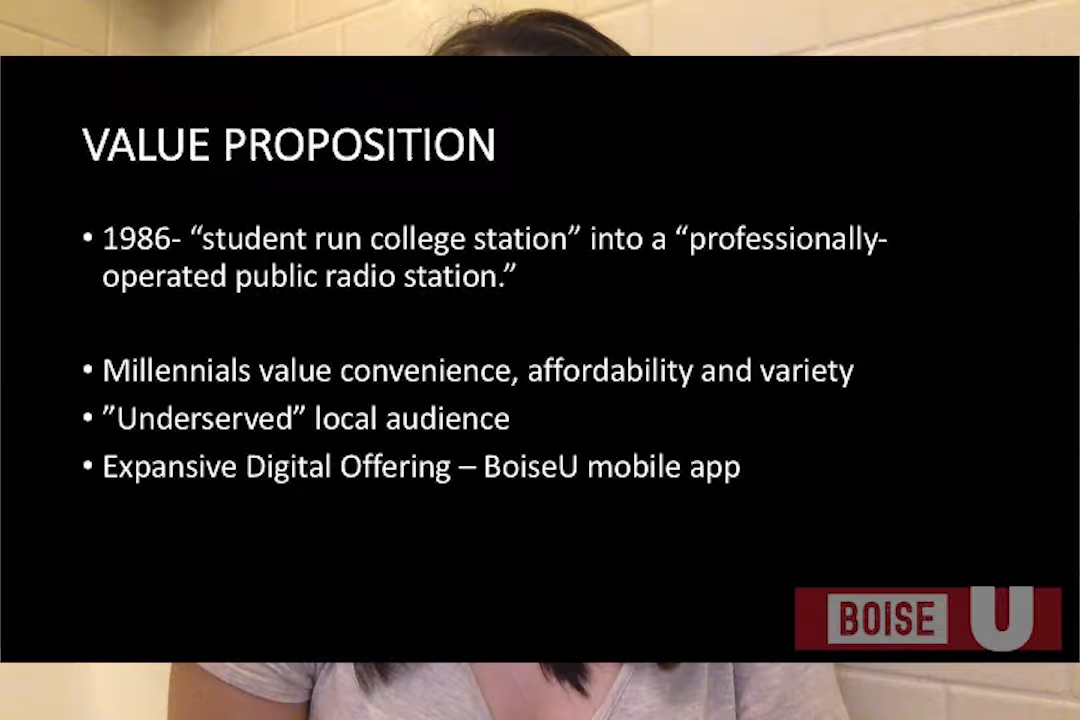 VALUE PROPOSITION
• 1986- “student run college station” into a “professionally-
operated public radio station.”
• Millennials value convenience, affordability and variety
• ”Underserved” local audience
• Expansive Digital Offering – BoiseU mobile app
BOISE U